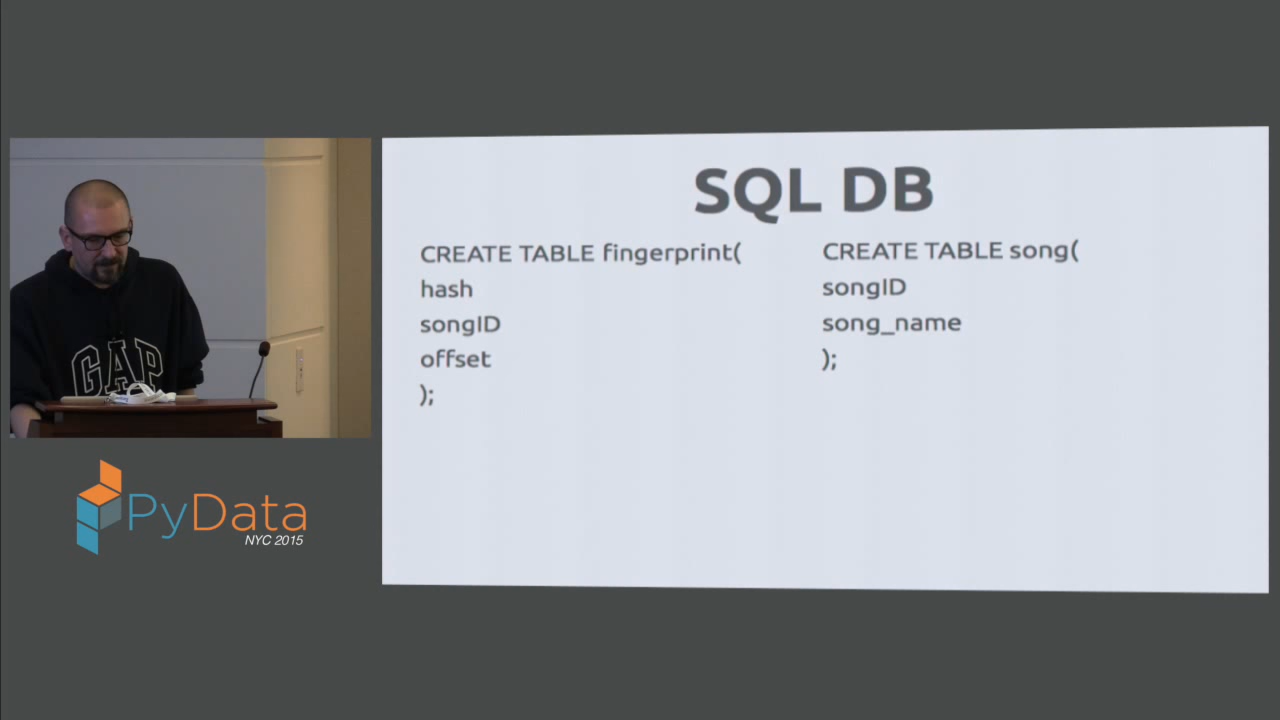 SQL DB
CREATE TABLE fingerprint(
hash
songID
offset
);
CREATE TABLE song(
songID
song_name
);
GAP
PyData
NYC 2015